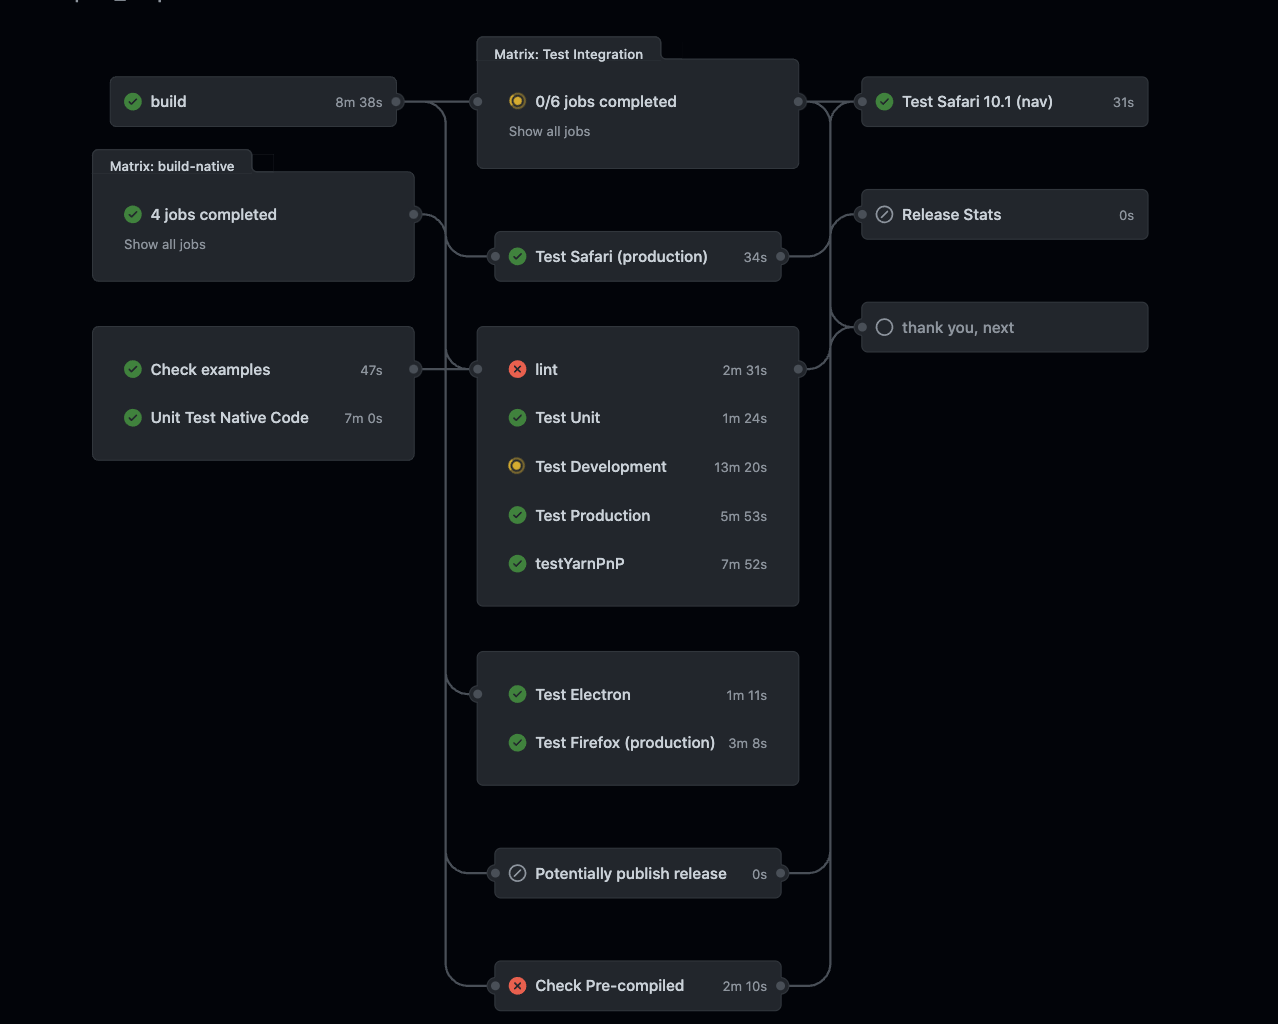 build 8m 38s
Matrix: build-native
4 jobs completed
Show all jobs
Check examples 47s
Unit Test Native Code 7m 0s
Matrix: Test Integration
0/6 jobs completed
Show all jobs
Test Safari (production) 34s
lint 2m 31s
Test Unit 1m 24s
Test Development 13m 20s
Test Production 5m 53s
testYarnPnP 7m 52s
Test Electron 1m 11s
Test Firefox (production) 3m 8s
Potentially publish release 0s
Check Pre-compiled 2m 10s
Test Safari 10.1 (nav) 31s
Release Stats 0s
thank you, next